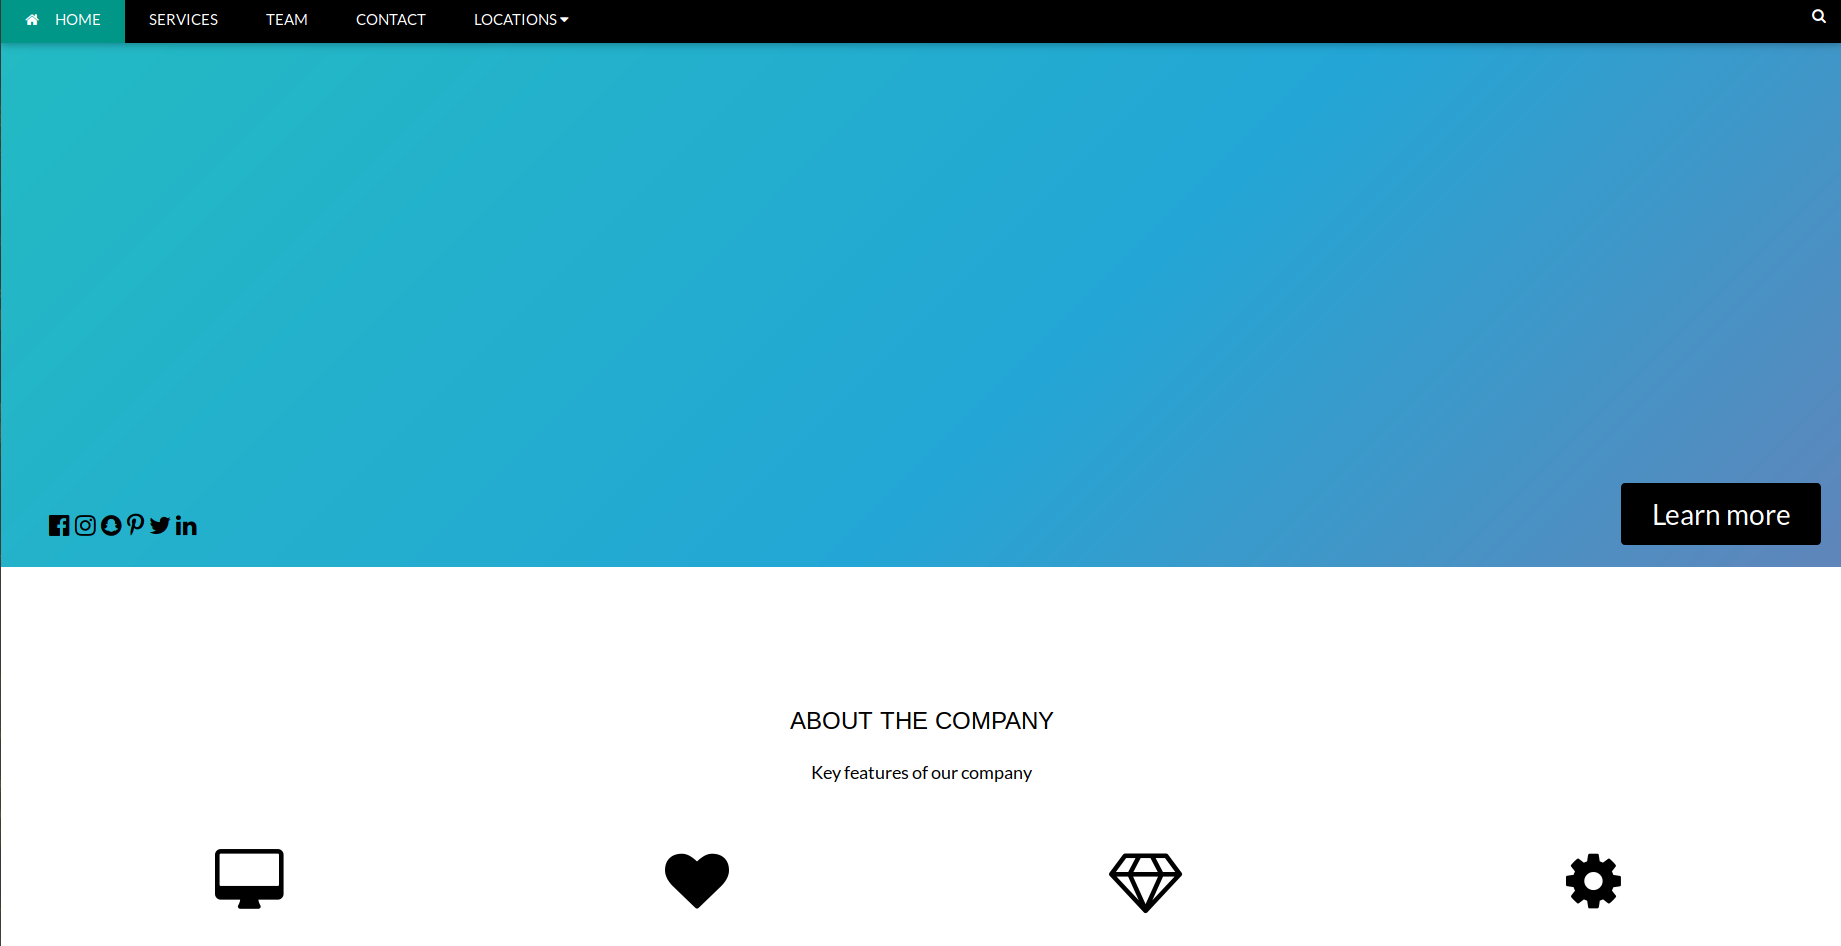 HOME SERVICES TEAM CONTACT LOCATIONS
Learn more
ABOUT THE COMPANY
Key features of our company